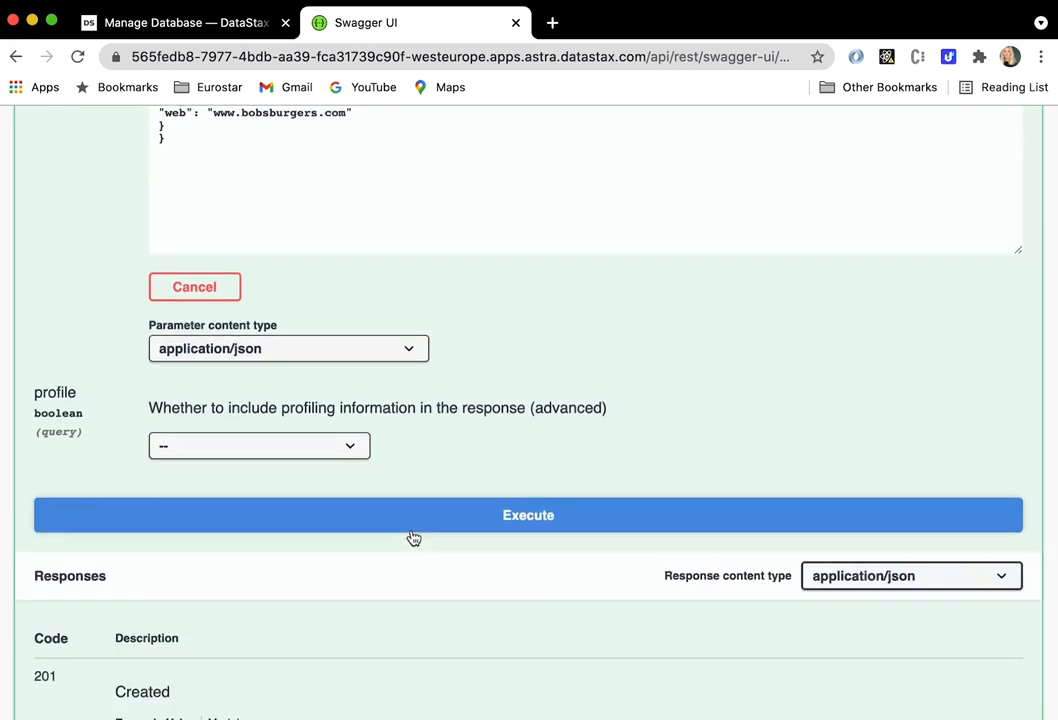 DS Manage Database — DataStax
Swagger UI
565fedb8-7977-4bdb-aa39-fca31739c90f-westeurope.apps.astra.datastax.com/api/rest/swagger-ui/...
Apps Bookmarks Eurostar Gmail YouTube Maps Other Bookmarks Reading List
"web": "www.bobsburgers.com"
}
}
Cancel
Parameter content type
application/json
profile
boolean
(query)
Whether to include profiling information in the response (advanced)
--
Execute
Responses
Response content type
application/json
Code Description
201
Created